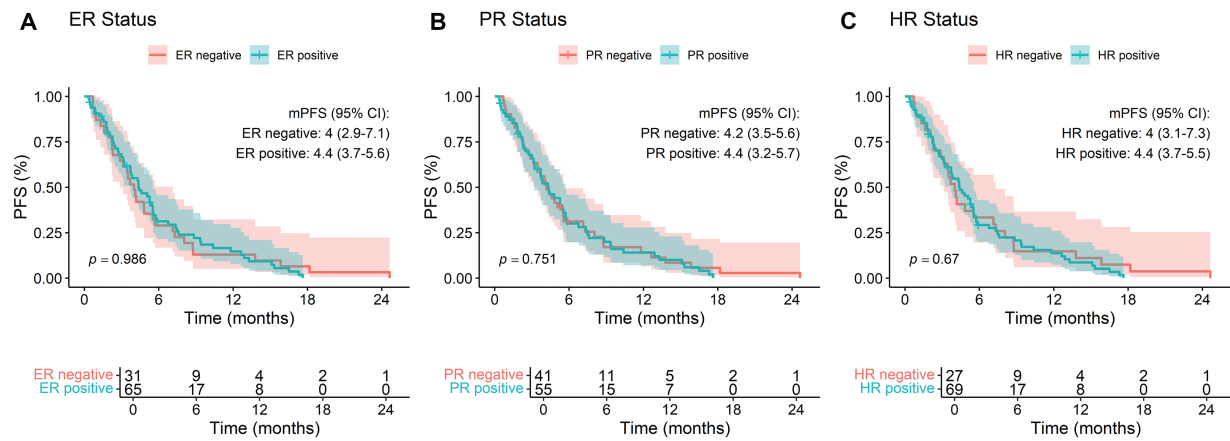 A ER Status
ER negative ER positive
1.00
0.75
0.50
0.25
0.00
PFS (%)
mPFS (95% CI):
ER negative: 4 (2.9-7.1)
ER positive: 4.4 (3.7-5.6)
p = 0.986
0 6 12 18 24
Time (months)
ER negative 31 9 4 2 1
ER positive 65 17 8 0 0
0 6 12 18 24
Time (months)
B PR Status
PR negative PR positive
1.00
0.75
0.50
0.25
0.00
PFS (%)
mPFS (95% CI):
PR negative: 4.2 (3.5-5.6)
PR positive: 4.4 (3.2-5.7)
p = 0.751
0 6 12 18 24
Time (months)
PR negative 41 11 5 2 1
PR positive 55 15 7 0 0
0 6 12 18 24
Time (months)
C HR Status
HR negative HR positive
1.00
0.75
0.50
0.25
0.00
PFS (%)
mPFS (95% CI):
HR negative: 4 (3.1-7.3)
HR positive: 4.4 (3.7-5.5)
p = 0.67
0 6 12 18 24
Time (months)
HR negative 27 9 4 2 1
HR positive 69 17 8 0 0
0 6 12 18 24
Time (months)